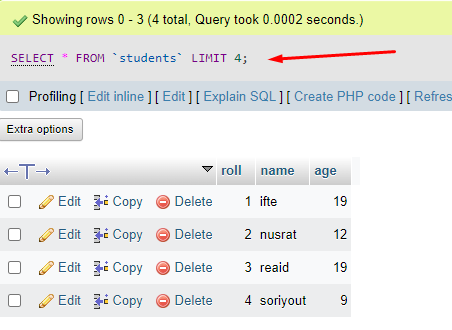 Showing rows 0 - 3 (4 total, Query took 0.0002 seconds.)
SELECT * FROM `students` LIMIT 4;
Profiling [ Edit inline ] [ Edit ] [ Explain SQL ] [ Create PHP code ] [ Refres
Extra options
←T→ roll name age
Edit Copy Delete 1 ifte 19
Edit Copy Delete 2 nusrat 12
Edit Copy Delete 3 reaid 19
Edit Copy Delete 4 soriyout 9